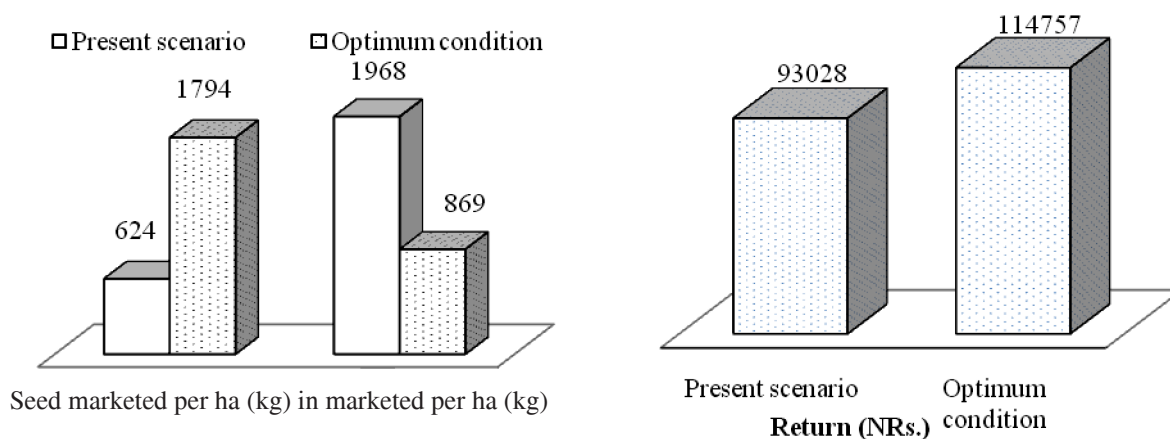 Present scenario Optimum condition
1968
1794
869
624
Seed marketed per ha (kg) in marketed per ha (kg)
114757
93028
Present scenario Optimum
condition
Return (NRs.)